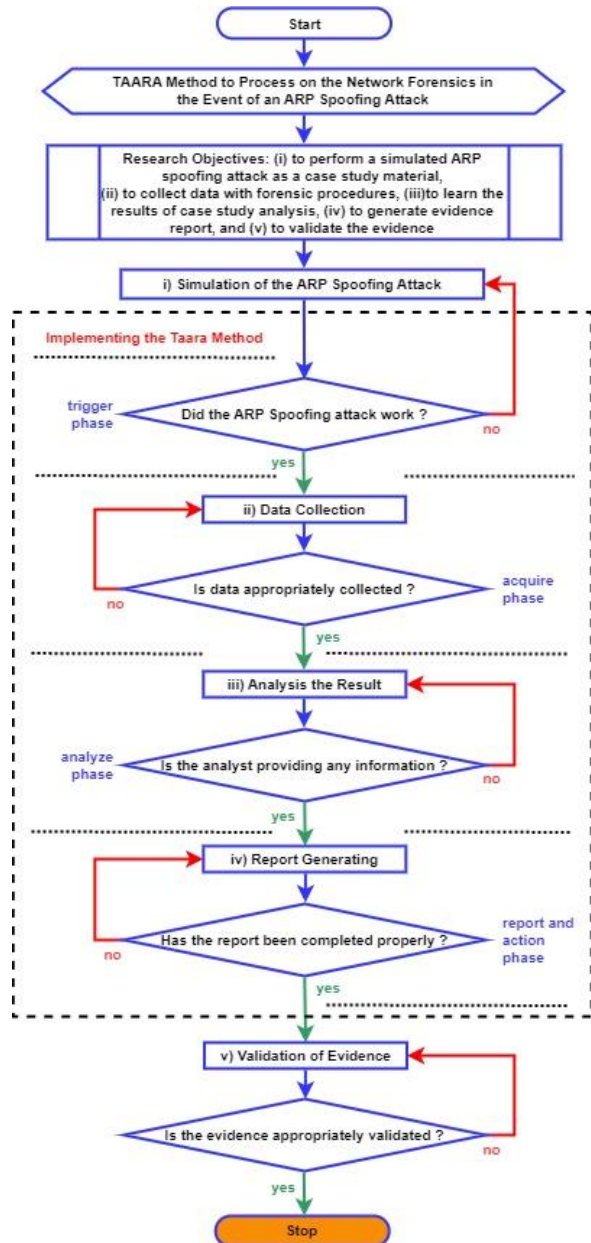 Start
TAARA Method to Process on the Network Forensics in
the Event of an ARP Spoofing Attack
Research Objectives: (i) to perform a simulated ARP
spoofing attack as a case study material,
(ii) to collect data with forensic procedures, (iii)to learn the
results of case study analysis, (iv) to generate evidence
report, and (v) to validate the evidence
i) Simulation of the ARP Spoofing Attack
Implementing the Taara Method
trigger
phase
Did the ARP Spoofing attack work ?
no
yes
ii) Data Collection
Is data appropriately collected ?
no
acquire
phase
yes
iii) Analysis the Result
analyze
phase
Is the analyst providing any information ?
no
yes
iv) Report Generating
Has the report been completed properly ?
no
report and
action
phase
yes
v) Validation of Evidence
Is the evidence appropriately validated ?
no
yes
Stop